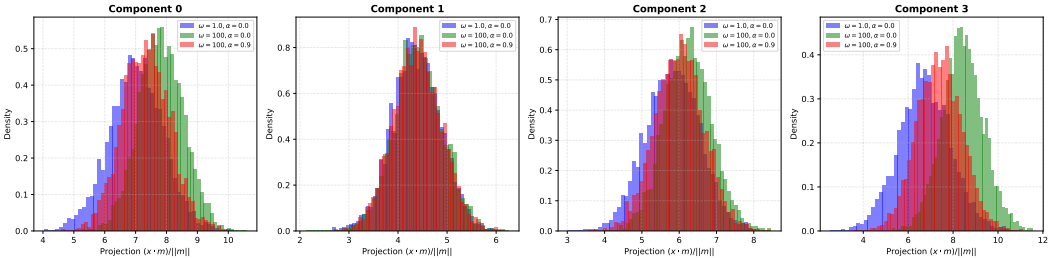 Component 0
ω = 1.0, α = 0.0
ω = 100, α = 0.0
ω = 100, α = 0.9
Density
0.5
0.4
0.3
0.2
0.1
0.0
4 5 6 7 8 9 10
Projection (x · m)/||m||
Component 1
ω = 1.0, α = 0.0
ω = 100, α = 0.0
ω = 100, α = 0.9
Density
0.8
0.6
0.4
0.2
0.0
2 3 4 5 6
Projection (x · m)/||m||
Component 2
ω = 1.0, α = 0.0
ω = 100, α = 0.0
ω = 100, α = 0.9
Density
0.7
0.6
0.5
0.4
0.3
0.2
0.1
0.0
3 4 5 6 7 8
Projection (x · m)/||m||
Component 3
ω = 1.0, α = 0.0
ω = 100, α = 0.0
ω = 100, α = 0.9
Density
0.4
0.3
0.2
0.1
0.0
4 6 8 10 12
Projection (x · m)/||m||